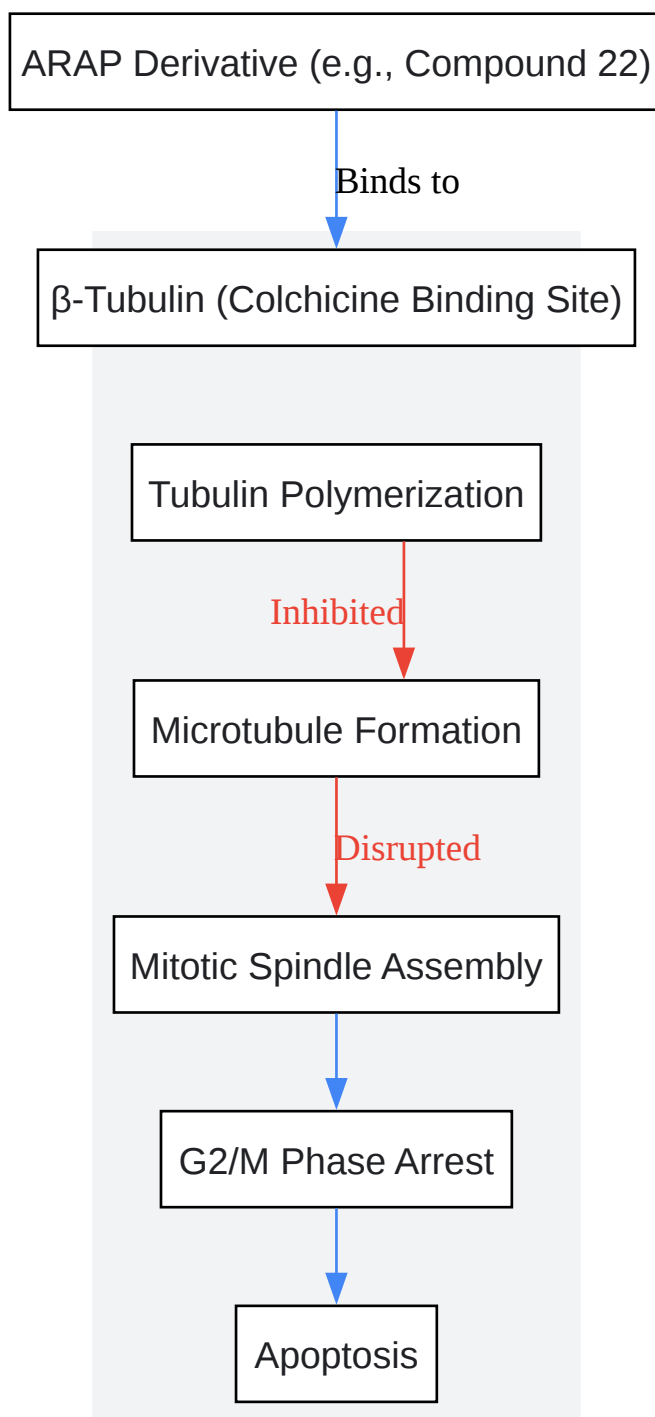 ARAP Derivative (e.g., Compound 22)
Binds to
β-Tubulin (Colchicine Binding Site)
Tubulin Polymerization
Inhibited
Microtubule Formation
Disrupted
Mitotic Spindle Assembly
G2/M Phase Arrest
Apoptosis